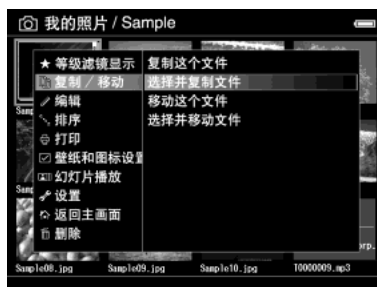 我的照片 / Sample
★ 等级滤镜显示
复制 / 移动
编辑
排序
打印
壁纸和图标设置
幻灯片播放
设置
返回主画面
删除
复制这个文件
选择并复制文件
移动这个文件
选择并移动文件
Sample08.jpg
Sample09.jpg
Sample10.jpg
10000009.mp3